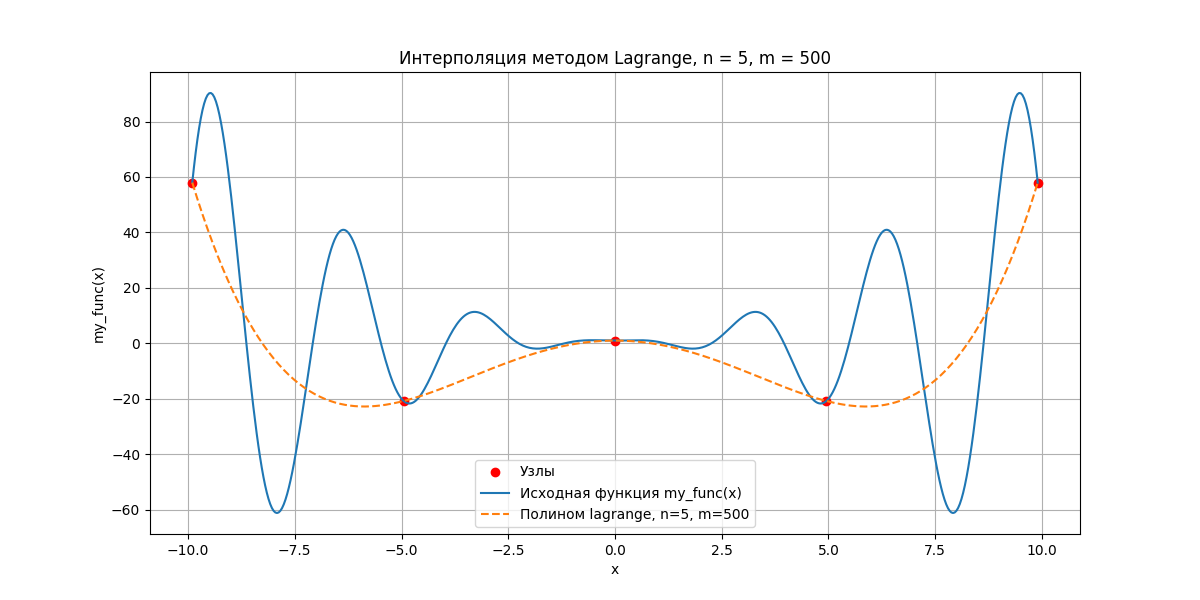 Интерполяция методом Lagrange, n = 5, m = 500
my_func(x)
80
60
40
20
0
−20
−40
−60
Узлы
Исходная функция my_func(x)
Полином lagrange, n=5, m=500
−10.0 −7.5 −5.0 −2.5 0.0 2.5 5.0 7.5 10.0
x